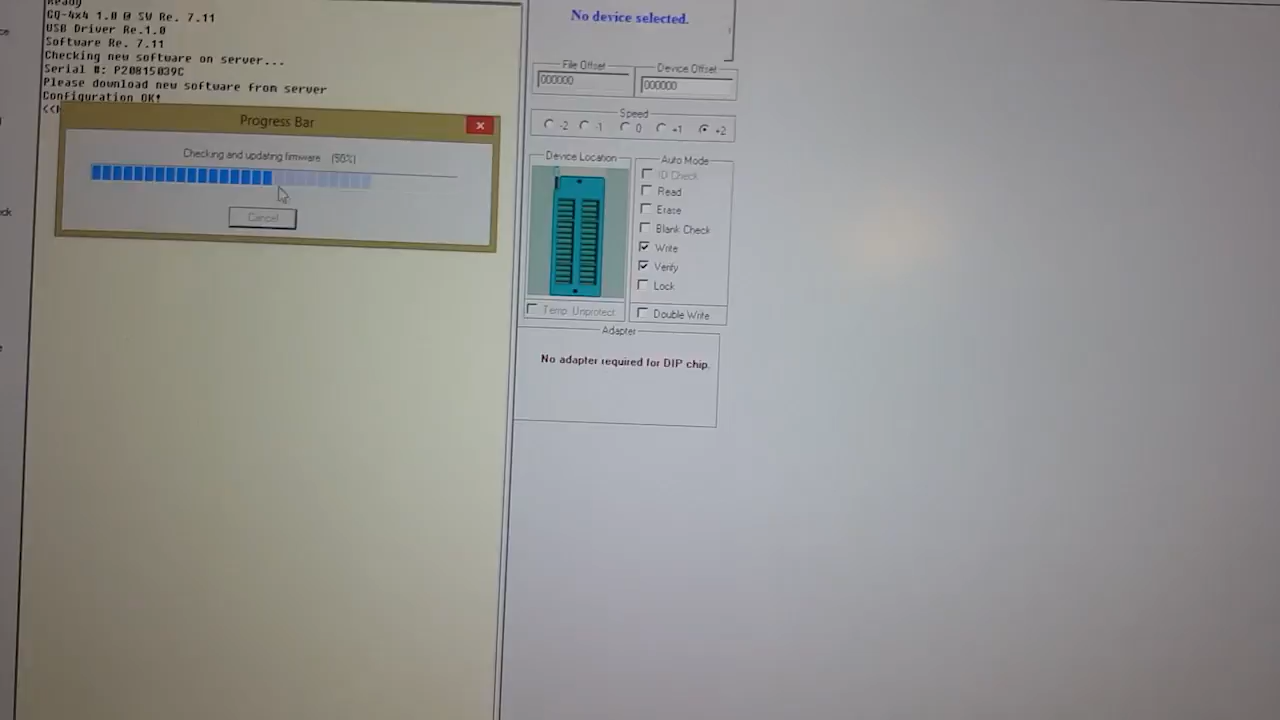 Ready
GQ-4x4 1.0 @ SW Re. 7.11
USB Driver Re.1.0
Software Re. 7.11
Checking new software on server...
Serial #: P20815039C
Please download new software from server
Configuration OK!
<<
Progress Bar
Checking and updating firmware
Cancel
No device selected.
File Offset
Device Offset
000000
000000
Speed
-2
-1
0
+1
+2
Device Location
Auto Mode
ID Check
Read
Erase
Blank Check
Write
Verify
Lock
Temp. Unprotect
Double Write
Adapter
No adapter required for DIP chip.